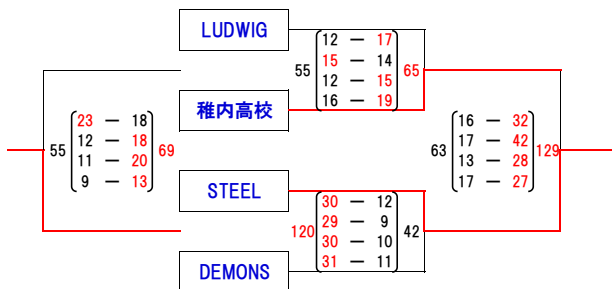 LUDWIG
55 12 — 17 65
15 — 14
12 — 15
16 — 19
稚内高校
55 23 — 18 69
12 — 18
11 — 20
9 — 13
63 16 — 32 129
17 — 42
13 — 28
17 — 27
STEEL
120 30 — 12 42
29 — 9
30 — 10
31 — 11
DEMONS